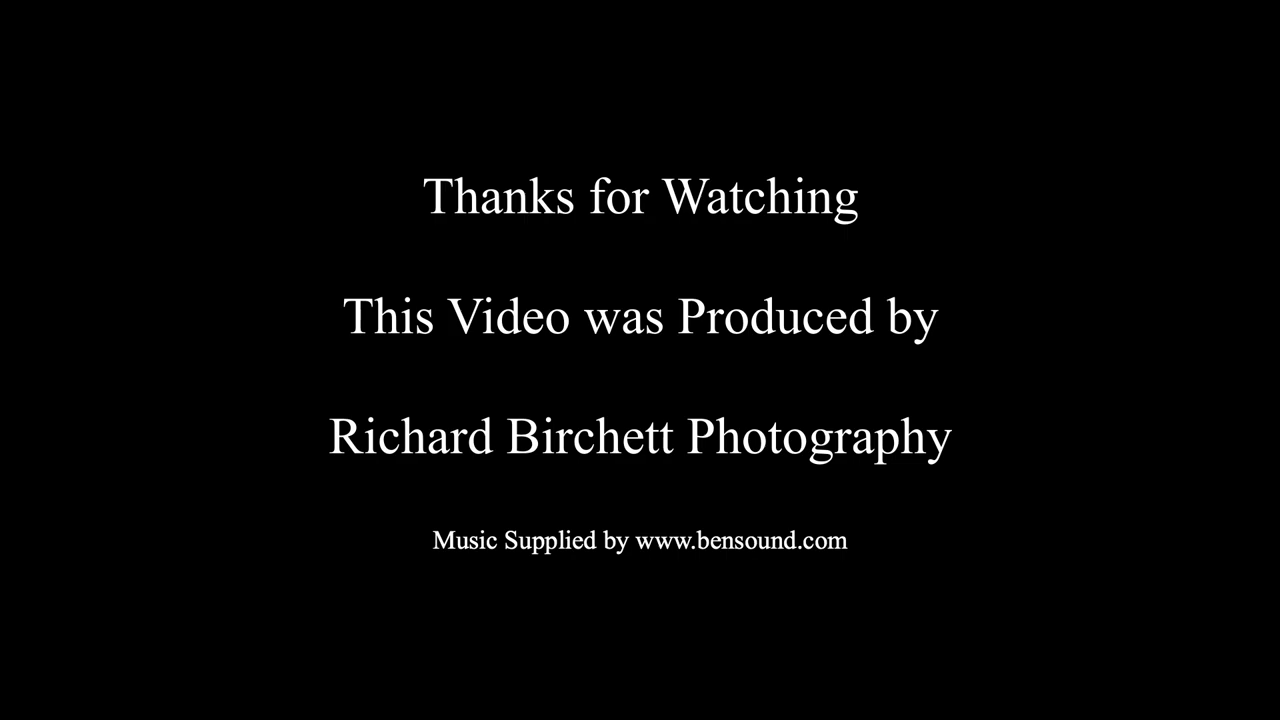 Thanks for Watching
This Video was Produced by
Richard Birchett Photography
Music Supplied by www.bensound.com